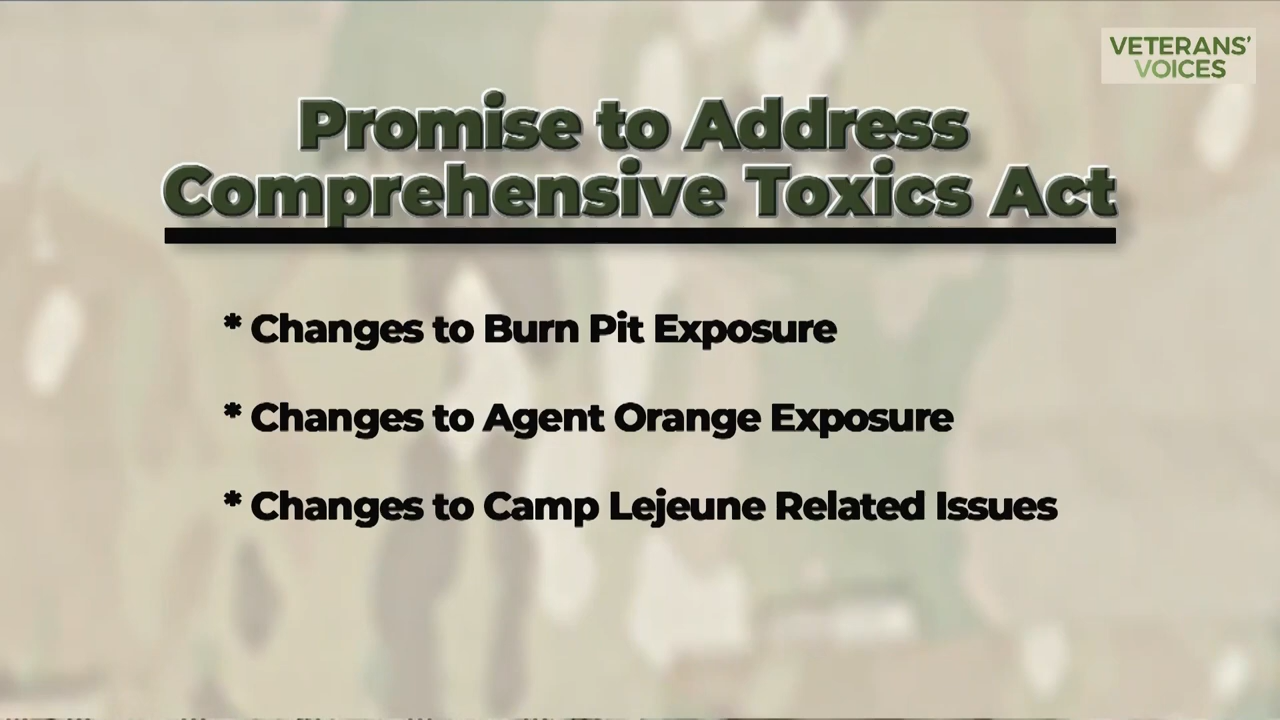 VETERANS'
VOICES
Promise to Address
Comprehensive Toxics Act
* Changes to Burn Pit Exposure
* Changes to Agent Orange Exposure
* Changes to Camp Lejeune Related Issues